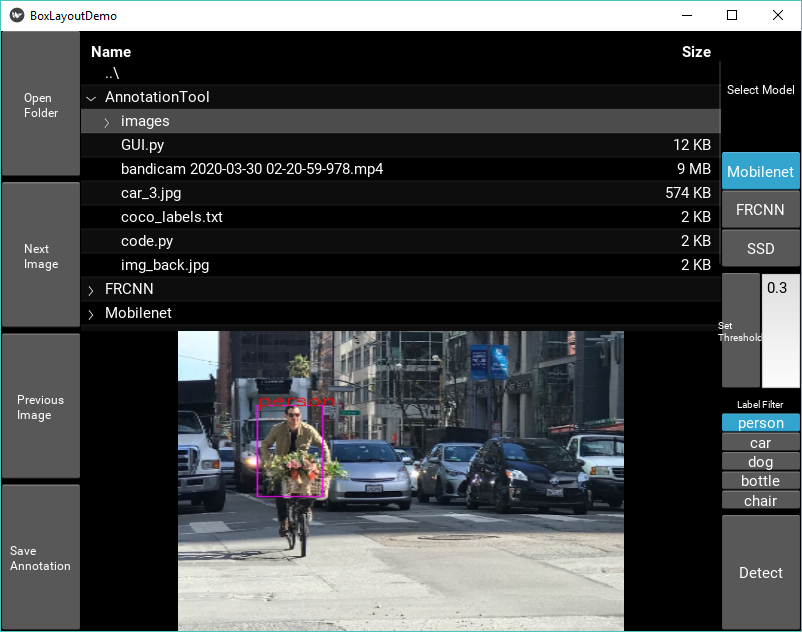 BoxLayoutDemo
Open
Folder
Next
Image
Previous
Image
Save
Annotation
Name Size
..\
AnnotationTool
images
GUI.py 12 KB
bandicam 2020-03-30 02-20-59-978.mp4 9 MB
car_3.jpg 574 KB
coco_labels.txt 2 KB
code.py 2 KB
img_back.jpg 2 KB
FRCNN
Mobilenet
person
Select Model
Mobilenet
FRCNN
SSD
Set
Threshold
0.3
Label Filter
person
car
dog
bottle
chair
Detect